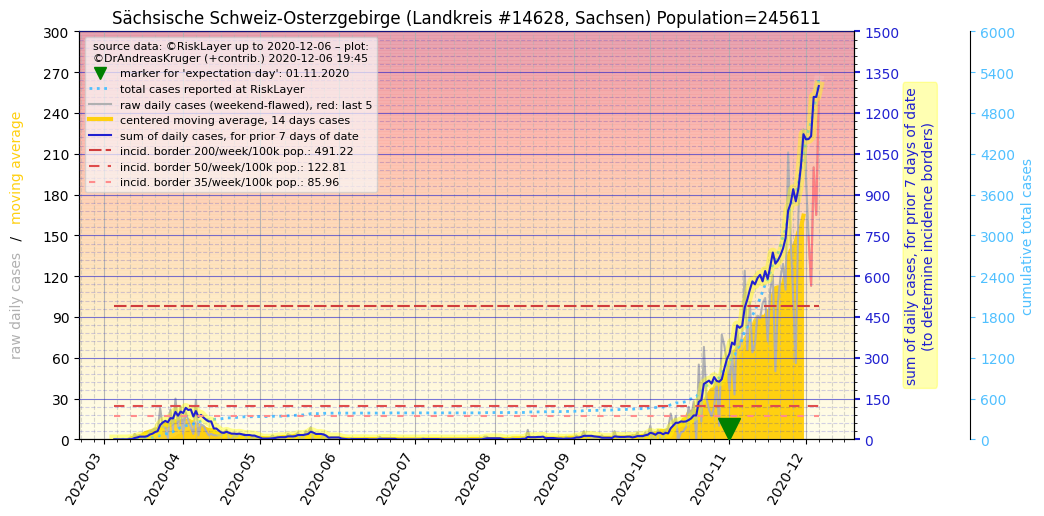 Sächsische Schweiz-Osterzgebirge (Landkreis #14628, Sachsen) Population=245611
source data: ©RiskLayer up to 2020-12-06 – plot:
©DrAndreasKruger (+contrib.) 2020-12-06 19:45
marker for 'expectation day': 01.11.2020
total cases reported at RiskLayer
raw daily cases (weekend-flawed), red: last 5
centered moving average, 14 days cases
sum of daily cases, for prior 7 days of date
incid. border 200/week/100k pop.: 491.22
incid. border 50/week/100k pop.: 122.81
incid. border 35/week/100k pop.: 85.96
raw daily cases / moving average
300
270
240
210
180
150
120
90
60
30
0
2020-03
2020-04
2020-05
2020-06
2020-07
2020-08
2020-09
2020-10
2020-11
2020-12
1500
1350
1200
1050
900
750
600
450
300
150
0
sum of daily cases, for prior 7 days of date
(to determine incidence borders)
6000
5400
4800
4200
3600
3000
2400
1800
1200
600
0
cumulative total cases